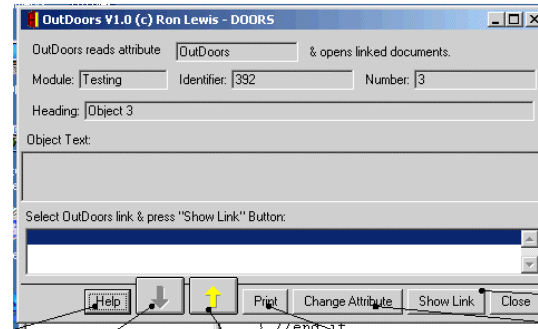 OutDoors V1.0 (c) Ron Lewis - DOORS
OutDoors reads attribute OutDoors & opens linked documents.
Module: Testing Identifier: 392 Number: 3
Heading: Object 3
Object Text:
Select OutDoors link & press "Show Link" Button:
Help Print Change Attribute Show Link Close
} //end if